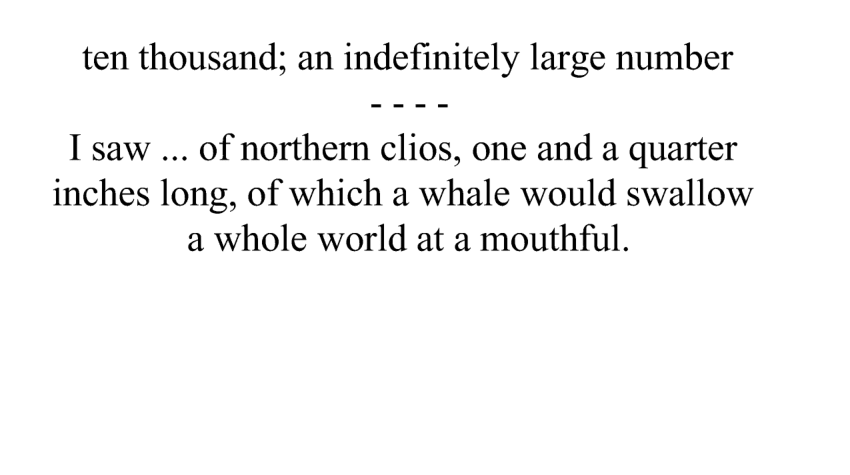 ten thousand; an indefinitely large number
- - - -
I saw ... of northern clios, one and a quarter
inches long, of which a whale would swallow
a whole world at a mouthful.